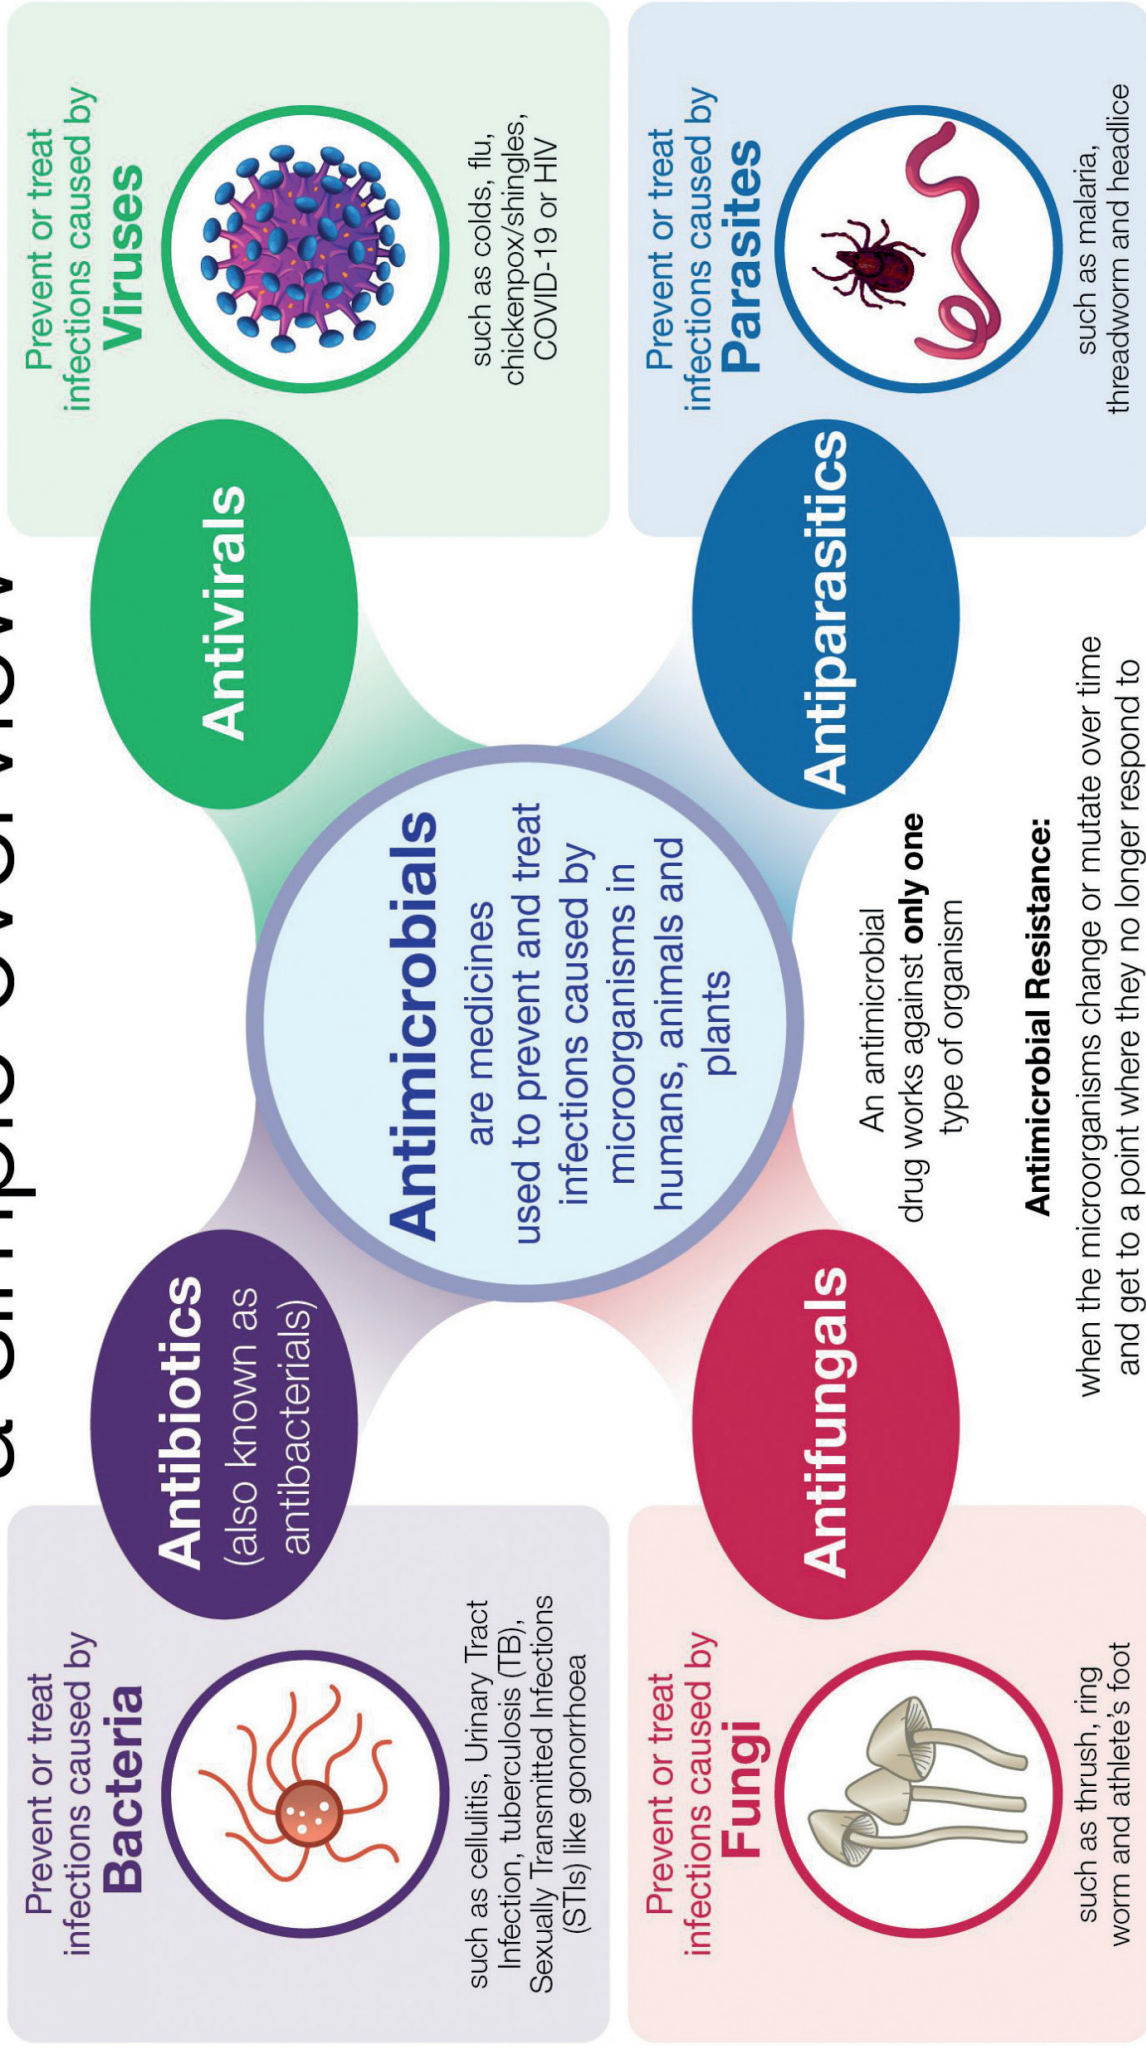 a simple overview
Prevent or treat
infections caused by
Bacteria
such as cellulitis, Urinary Tract
Infection, tuberculosis (TB),
Sexually Transmitted Infections
(STIs) like gonorrhoea
Antibiotics
(also known as
antibacterials)
Antivirals
Prevent or treat
infections caused by
Viruses
such as colds, flu,
chickenpox/shingles,
COVID-19 or HIV
Antimicrobials
are medicines
used to prevent and treat
infections caused by
microorganisms in
humans, animals and
plants
Prevent or treat
infections caused by
Fungi
such as thrush, ring
worm and athlete's foot
Antifungals
Antiparasitics
Prevent or treat
infections caused by
Parasites
such as malaria,
threadworm and headlice
An antimicrobial
drug works against only one
type of organism
Antimicrobial Resistance:
when the microorganisms change or mutate over time
and get to a point where they no longer respond to